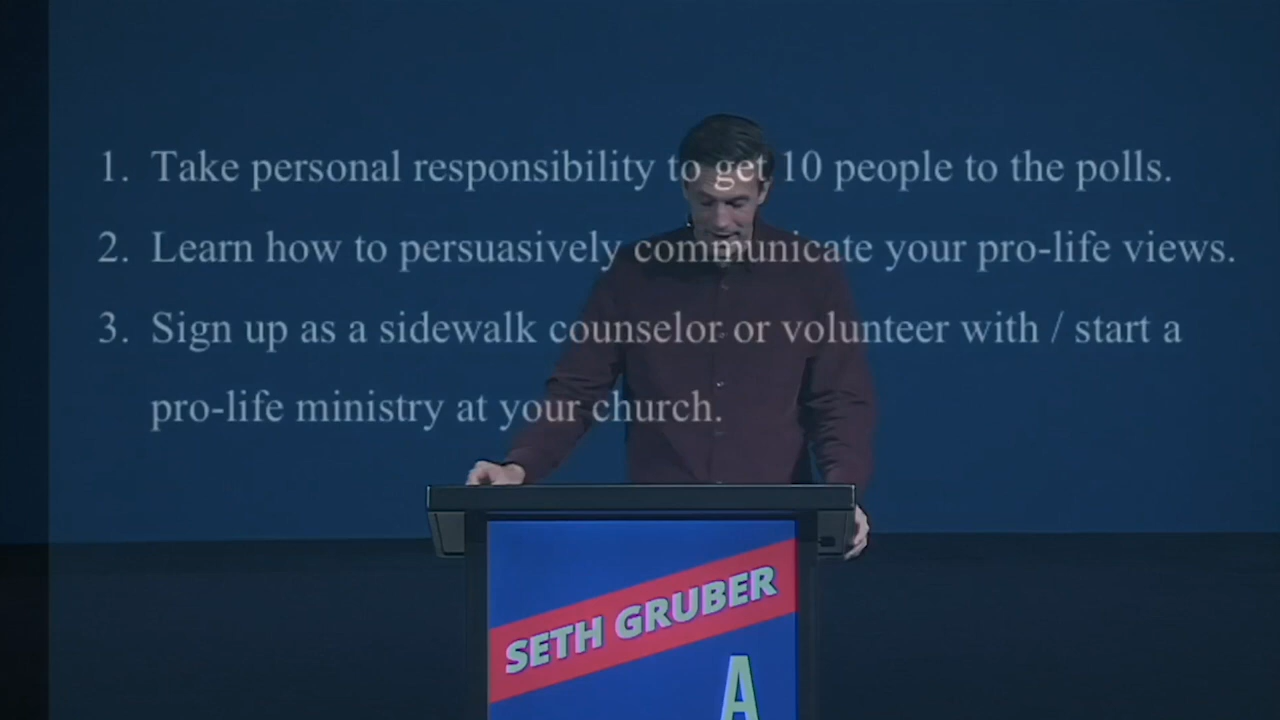 1. Take personal responsibility to get 10 people to the polls.
2. Learn how to persuasively communicate your pro-life views.
3. Sign up as a sidewalk counselor or volunteer with / start a
pro-life ministry at your church.
SETH GRUBER
A